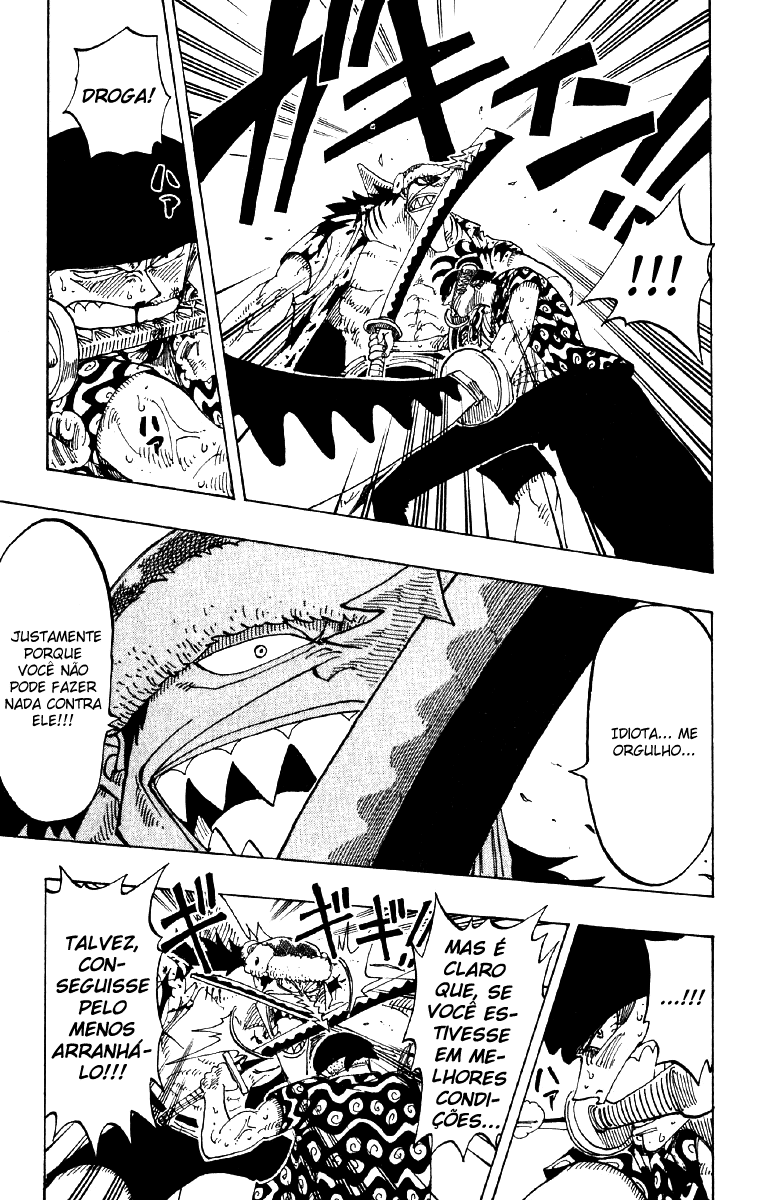 ガキィン!!
!!!
DROGA!
ハァ
ハァ
IDIOTA... ME
ORGULHO...
JUSTAMENTE
PORQUE
VOCÊ NÃO
PODE FAZER
NADA CONTRA
ELE!!!
...!!!
ハァ
MAS É
CLARO
QUE, SE
VOCÊ ES-
TIVESSE
EM ME-
LHORES
CONDI-
ÇÕES...
ギギギ!
TALVEZ,
CON-
SEGUISSE
PELO
MENOS
ARRANHÁ-
LO!!!